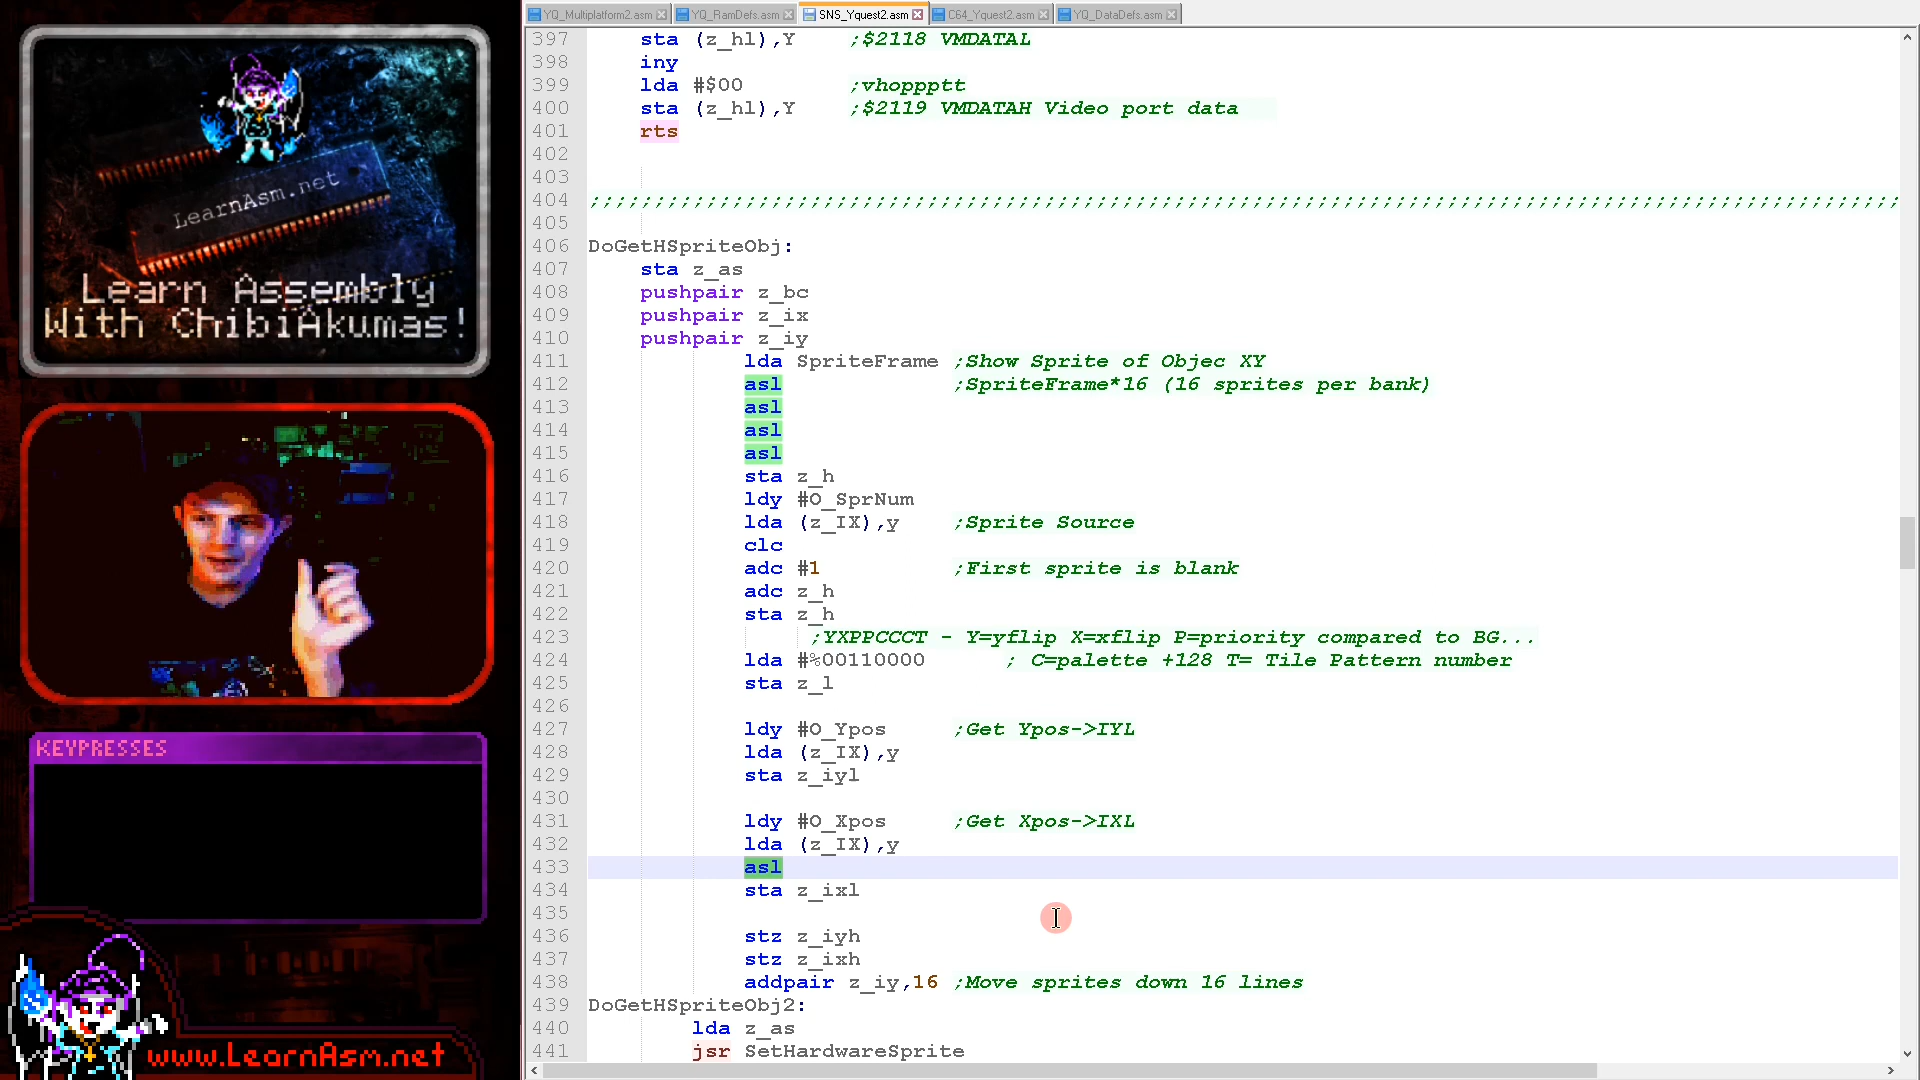 YQ_Multiplatform2.asm YQ_RamDefs.asm SNS_Yquest2.asm C64_Yquest2.asm YQ_DataDefs.asm
397 sta (z_hl),Y ;$2118 VMDATAL
398 iny
399 lda #$00 ;vhoppptt
400 sta (z_hl),Y ;$2119 VMDATAH Video port data
401 rts
402
403
404 ;;;;;;;;;;;;;;;;;;;;;;;;;;;;;;;;;;;;;;;;;;;;;;;;;;;;;;;;;;;;;;;;;;;;;;;;;;;;;;;;;;;;;;;;;;;;;;;;;;;;
405
406 DoGetHSpriteObj:
407 sta z_as
408 pushpair z_bc
409 pushpair z_ix
410 pushpair z_iy
411 lda SpriteFrame ;Show Sprite of Objec XY
412 asl ;SpriteFrame*16 (16 sprites per bank)
413 asl
414 asl
415 asl
416 sta z_h
417 ldy #O_SprNum
418 lda (z_IX),y ;Sprite Source
419 clc
420 adc #1 ;First sprite is blank
421 adc z_h
422 sta z_h
423 ;YXPPCCCT - Y=yflip X=xflip P=priority compared to BG...
424 lda #%00110000 ; C=palette +128 T= Tile Pattern number
425 sta z_l
426
427 ldy #O_Ypos ;Get Ypos->IYL
428 lda (z_IX),y
429 sta z_iyl
430
431 ldy #O_Xpos ;Get Xpos->IXL
432 lda (z_IX),y
433 asl
434 sta z_ixl
435
436 stz z_iyh
437 stz z_ixh
438 addpair z_iy,16 ;Move sprites down 16 lines
439 DoGetHSpriteObj2:
440 lda z_as
441 jsr SetHardwareSprite
LearnAsm.net
Learn Assembly
With ChibiAkumas!
KEYPRESSES
www.LearnAsm.net